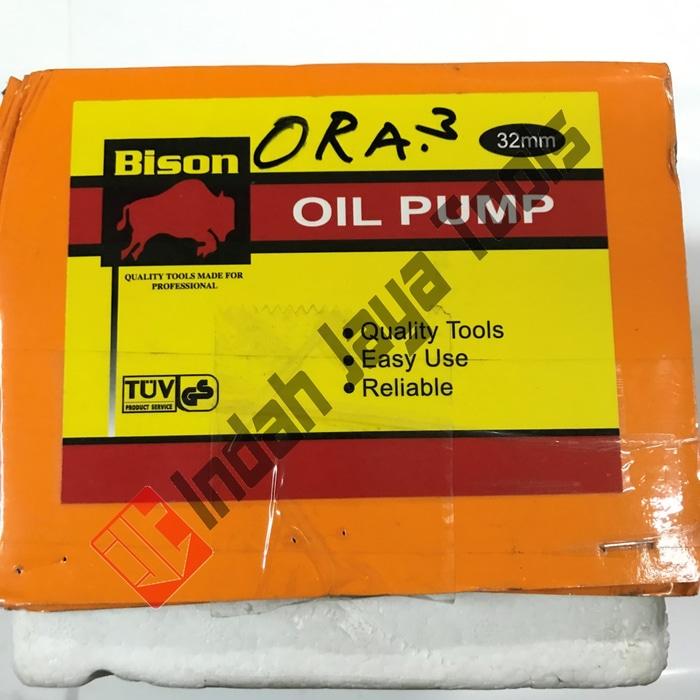 Bison
ORA.3
32mm
OIL PUMP
QUALITY TOOLS MADE FOR
PROFESSIONAL
• Quality Tools
• Easy Use
• Reliable
TÜV
PRODUCT SERVICE
GS
Indah Jaya Tools